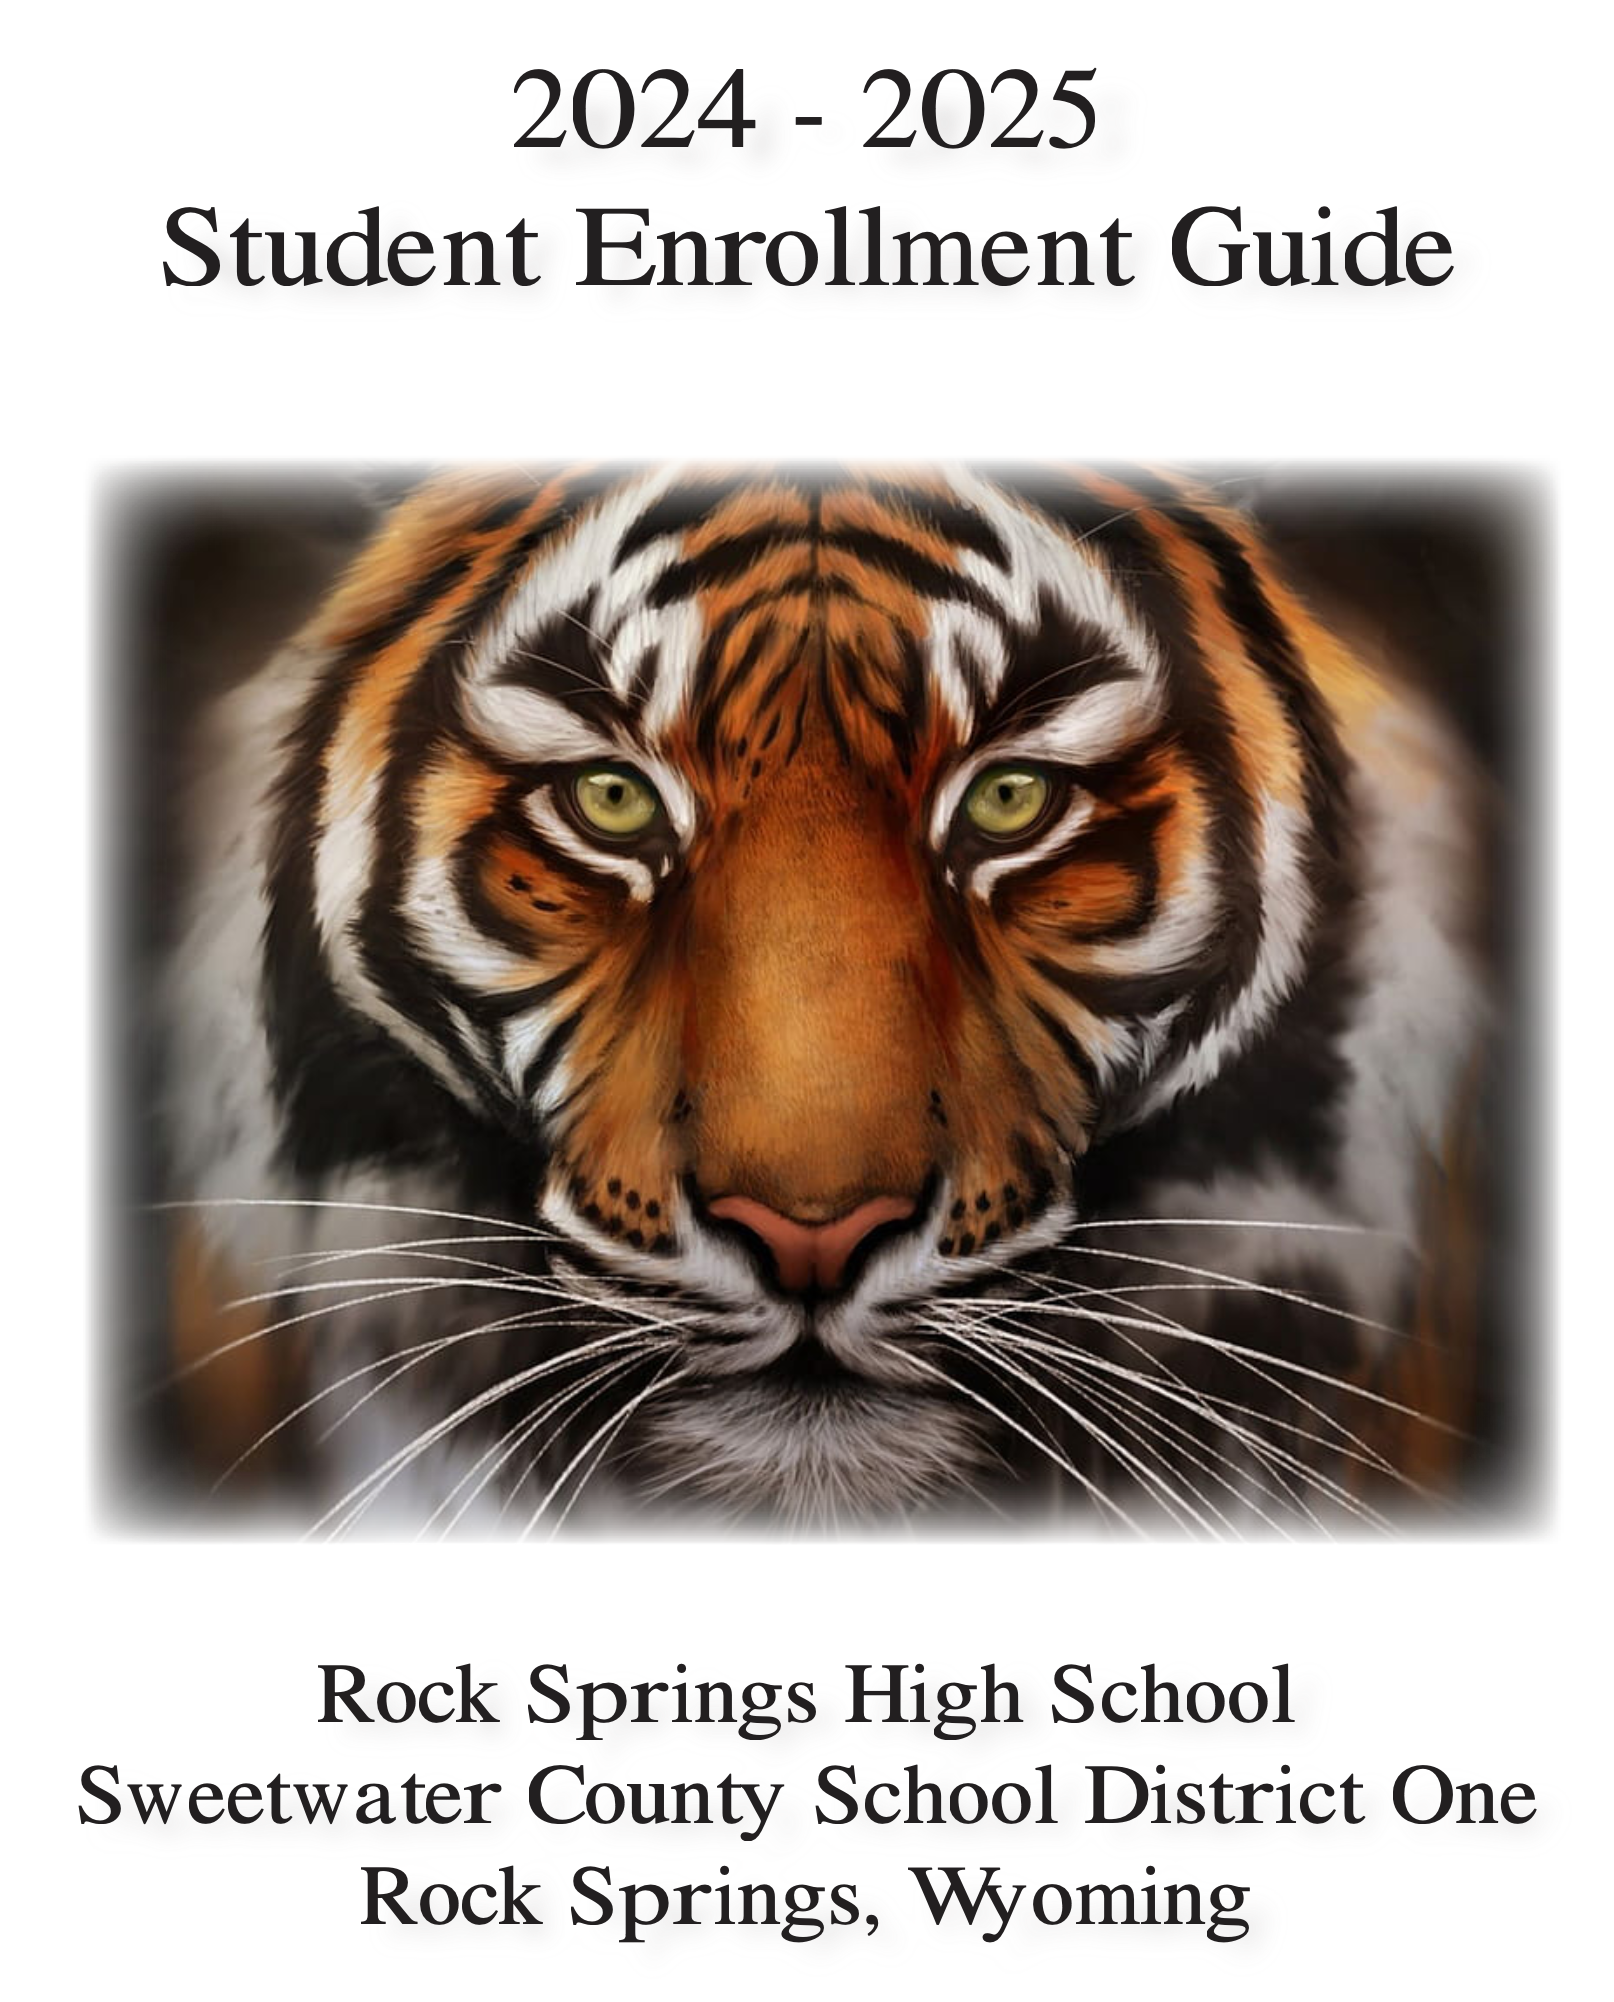 2024 - 2025
Student Enrollment Guide
Rock Springs High School
Sweetwater County School District One
Rock Springs, Wyoming